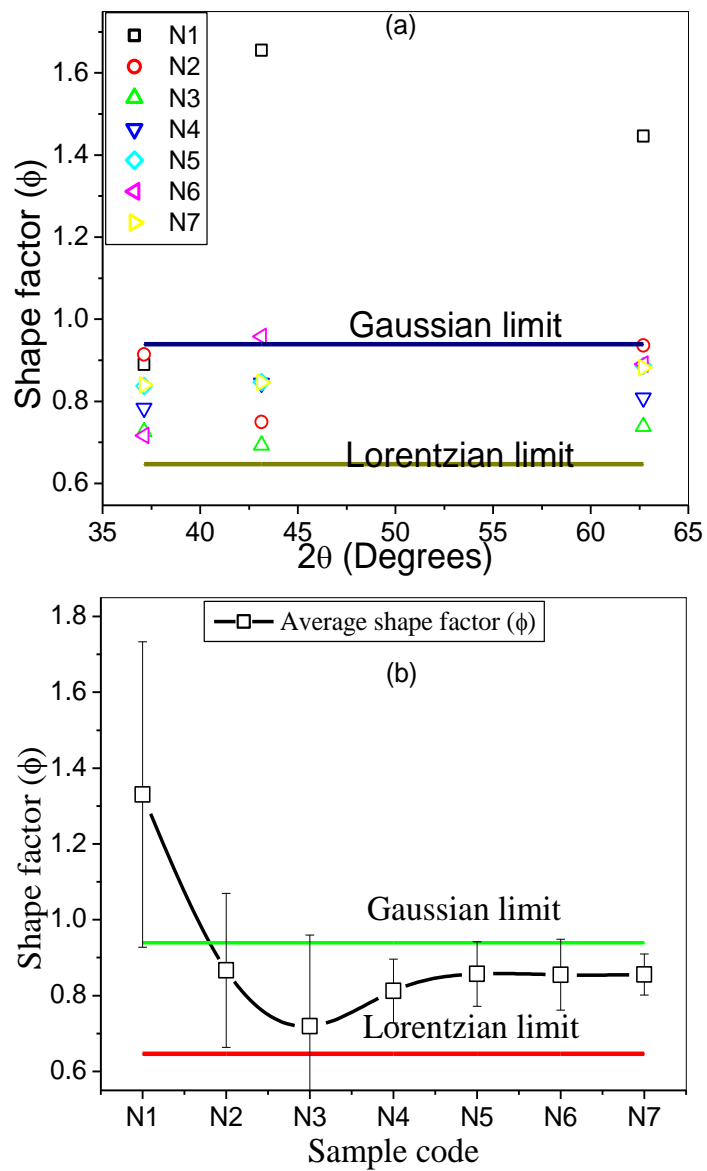 (a)
N1
N2
N3
N4
N5
N6
N7
1.6
1.4
1.2
1.0
0.8
0.6
Shape factor (ϕ)
Gaussian limit
Lorentzian limit
35 40 45 50 55 60 65
2θ (Degrees)
1.8
1.6
1.4
1.2
1.0
0.8
0.6
Shape factor (ϕ)
Average shape factor (ϕ)
(b)
Gaussian limit
Lorentzian limit
N1 N2 N3 N4 N5 N6 N7
Sample code